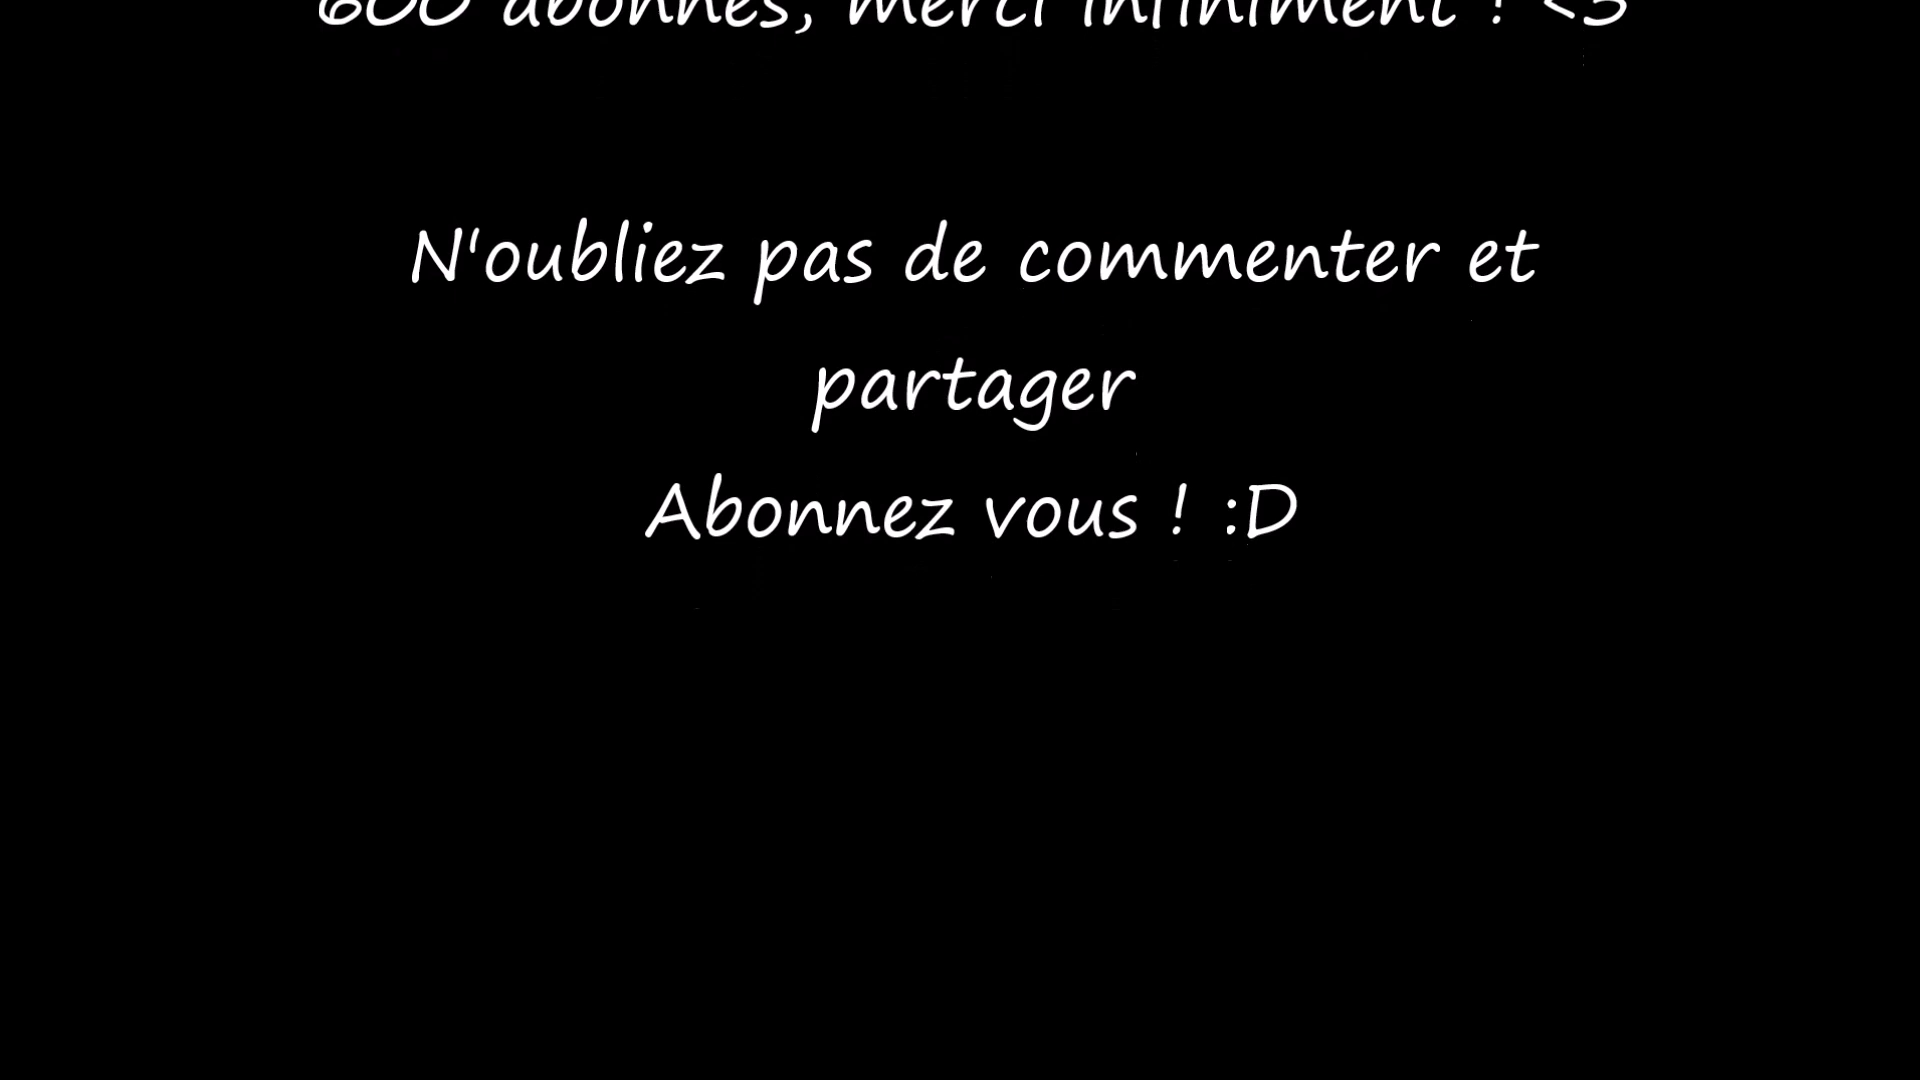 600 abonnés, merci infiniment ! <3
N'oubliez pas de commenter et
partager
Abonnez vous ! :D